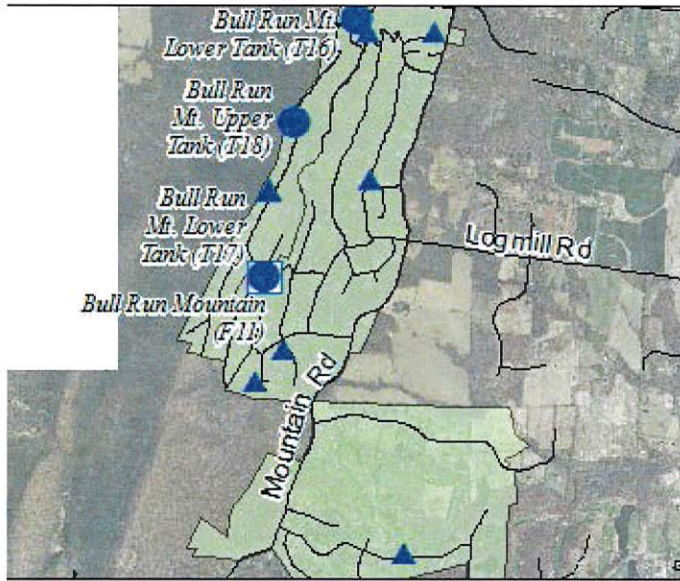 Bull Run Mt.
Lower Tank (T16)
Bull Run
Mt. Upper
Tank (T18)
Bull Run
Mt. Lower
Tank (T17)
Logmill Rd
Bull Run Mountain
(F11)
Mountain Rd